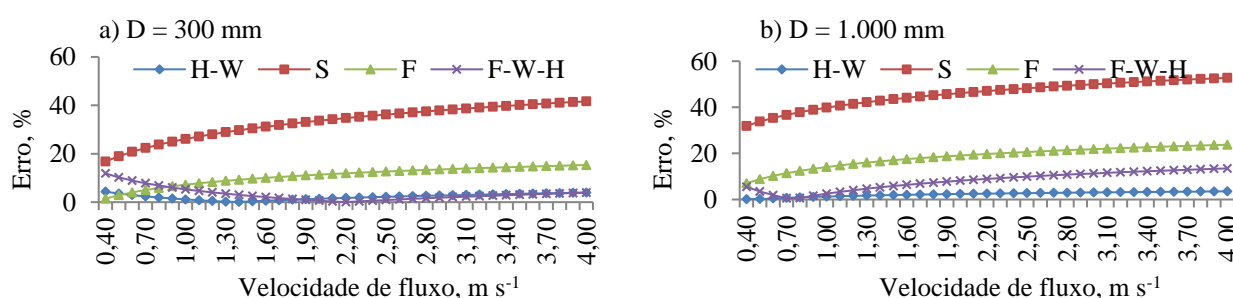 a) D = 300 mm
60
40
20
0
Erro, %
H-W S F F-W-H
0,40 0,70 1,00 1,30 1,60 1,90 2,20 2,50 2,80 3,10 3,40 3,70 4,00
Velocidade de fluxo, m s-1
b) D = 1.000 mm
60
40
20
0
Erro, %
H-W S F F-W-H
0,40 0,70 1,00 1,30 1,60 1,90 2,20 2,50 2,80 3,10 3,40 3,70 4,00
Velocidade de fluxo, m s-1